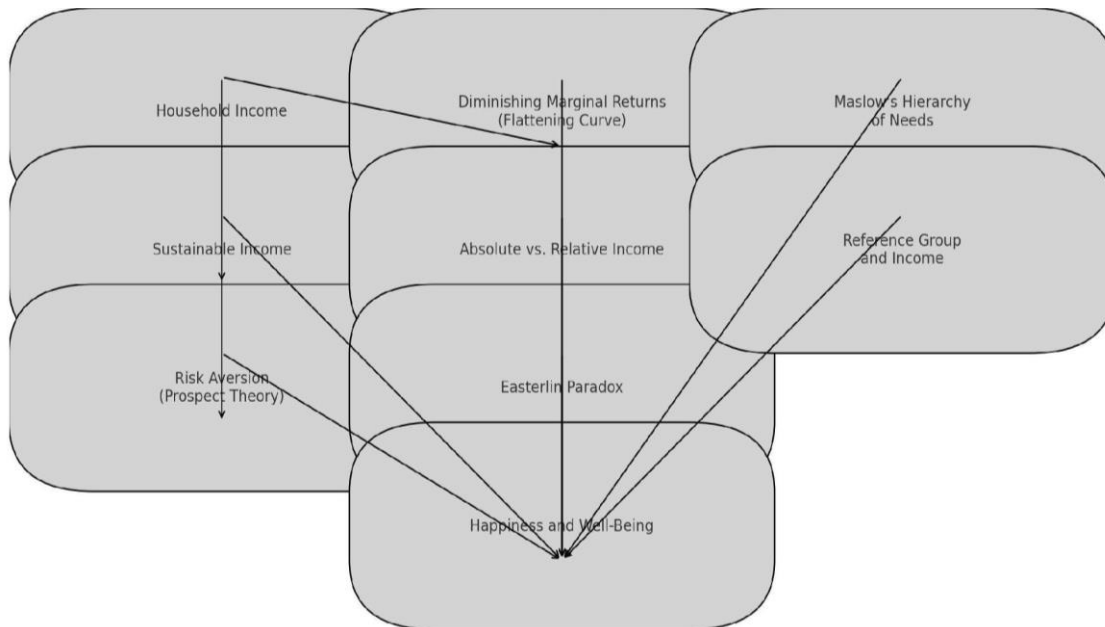 Household Income
Diminishing Marginal Returns
(Flattening Curve)
Maslow's Hierarchy
of Needs
Sustainable Income
Absolute vs. Relative Income
Reference Group
and Income
Risk Aversion
(Prospect Theory)
Easterlin Paradox
Happiness and Well-Being